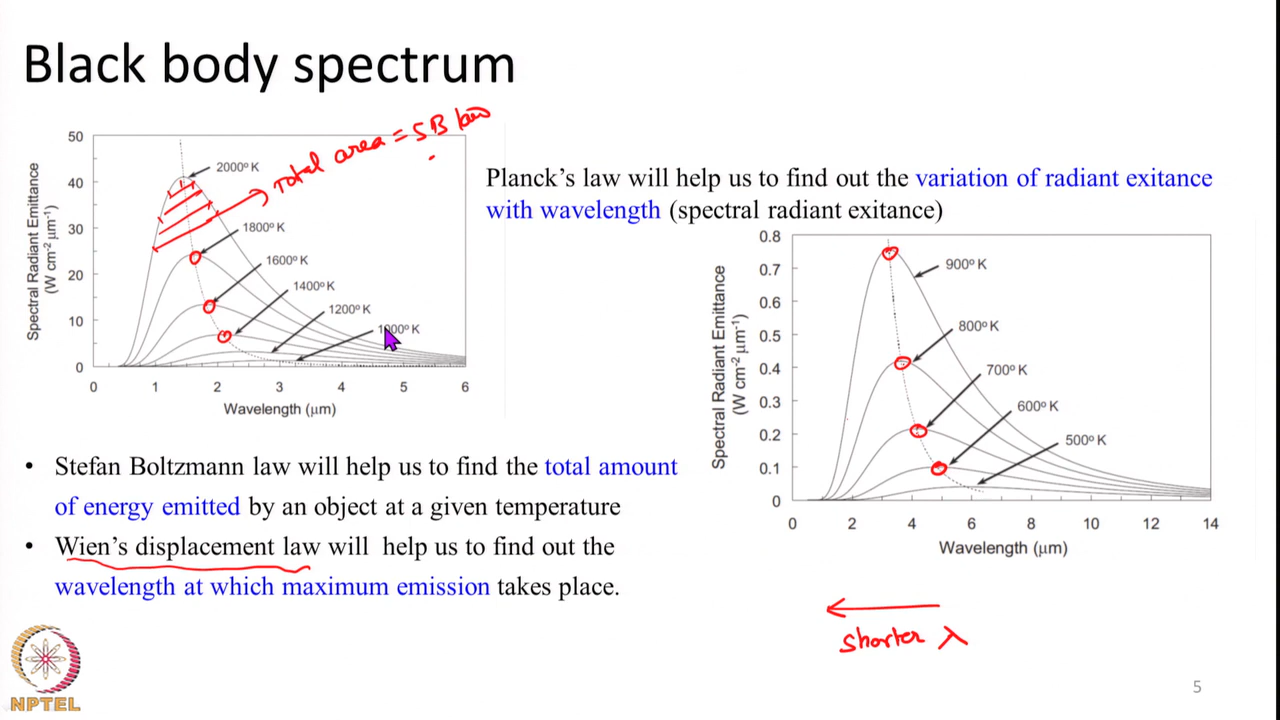 Black body spectrum
Total area = SB law
50
40
30
20
10
0
2000° K
1800° K
1600° K
1400° K
1200° K
1000° K
0 1 2 3 4 5 6
Wavelength (μm)
Spectral Radiant Emittance
(W cm-2 μm-1)
Planck's law will help us to find out the variation of radiant exitance
with wavelength (spectral radiant exitance)
0.8
0.7
0.6
0.5
0.4
0.3
0.2
0.1
0
900° K
800° K
700° K
600° K
500° K
0 2 4 6 8 10 12 14
Wavelength (μm)
Spectral Radiant Emittance
(W cm-2 μm-1)
• Stefan Boltzmann law will help us to find the total amount
of energy emitted by an object at a given temperature
• Wien's displacement law will help us to find out the
wavelength at which maximum emission takes place.
shorter λ
NPTEL
5